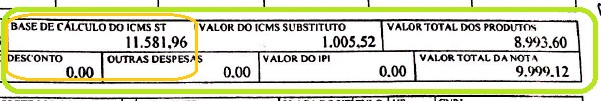 BASE DE CÁLCULO DO ICMS ST VALOR DO ICMS SUBSTITUTO VALOR TOTAL DOS PRODUTOS
11.581,96 1.005,52 8.993.60
DESCONTO OUTRAS DESPESAS VALOR DO IPI VALOR TOTAL DA NOTA
0.00 0.00 0.00 9.999.12